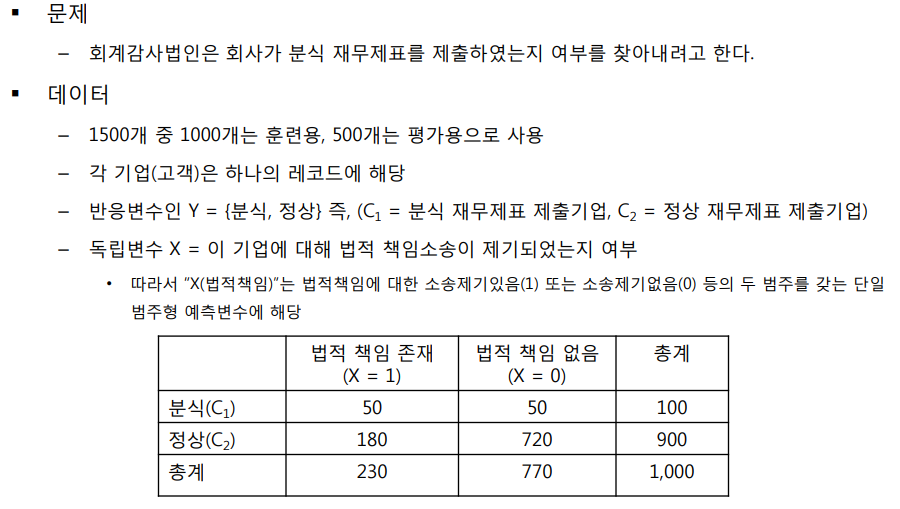 ▪ 문제
– 회계감사법인은 회사가 분식 재무제표를 제출하였는지 여부를 찾아내려고 한다.
▪ 데이터
– 1500개 중 1000개는 훈련용, 500개는 평가용으로 사용
– 각 기업(고객)은 하나의 레코드에 해당
– 반응변수인 Y = {분식, 정상} 즉, (C₁ = 분식 재무제표 제출기업, C₂ = 정상 재무제표 제출기업)
– 독립변수 X = 이 기업에 대해 법적 책임소송이 제기되었는지 여부
• 따라서 “X(법적책임)”는 법적책임에 대한 소송제기있음(1) 또는 소송제기없음(0) 등의 두 범주를 갖는 단일
범주형 예측변수에 해당
법적 책임 존재 법적 책임 없음 총계
(X = 1) (X = 0)
분식(C₁) 50 50 100
정상(C₂) 180 720 900
총계 230 770 1,000